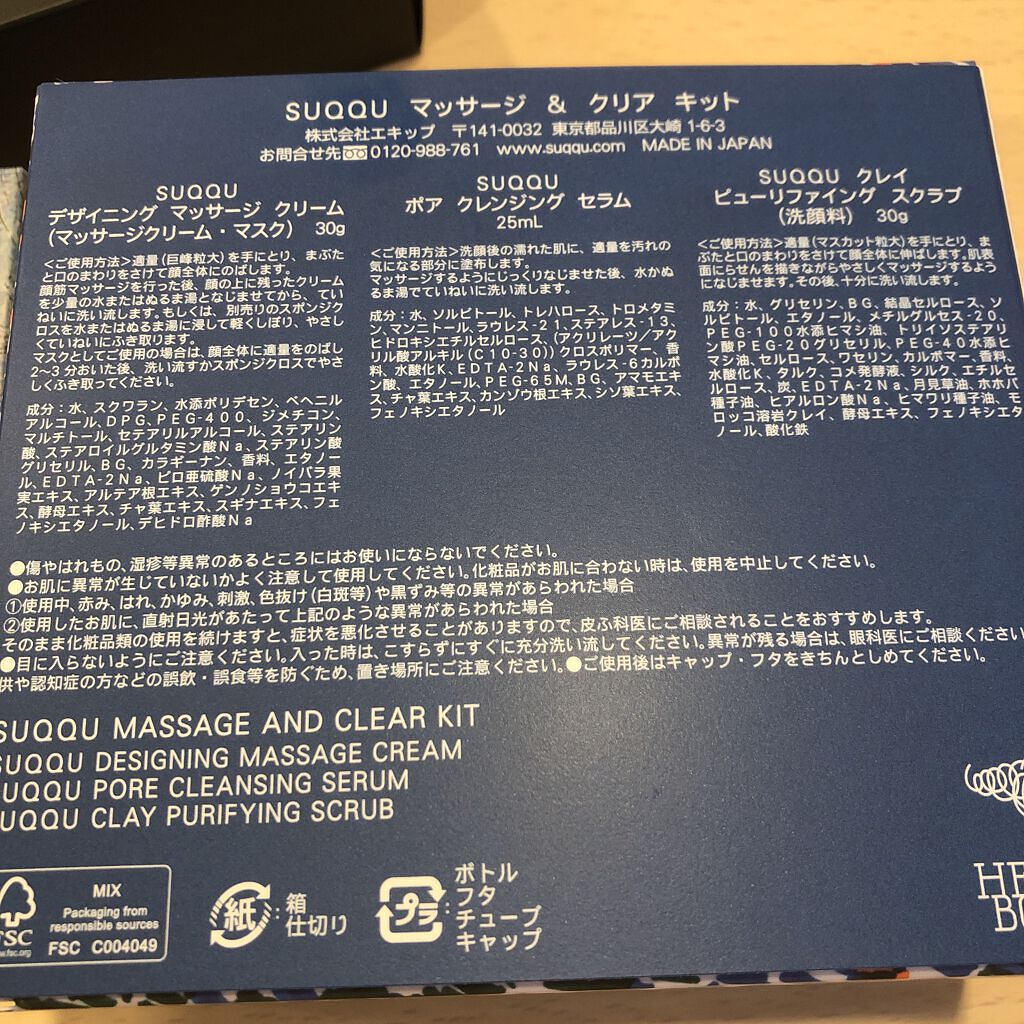 SUQQU マッサージ & クリア キット
株式会社エキップ 〒141-0032 東京都品川区大崎 1-6-3
お問合せ先 0120-988-761 www.suqqu.com MADE IN JAPAN
SUQQU
デザイニング マッサージ クリーム
(マッサージクリーム・マスク) 30g
<ご使用方法>適量(巨峰粒大)を手にとり、まぶた
と口のまわりをさけて顔全体にのばします。
顔筋マッサージを行った後、顔の上に残ったクリーム
を少量の水またはぬるま湯となじませてから、てい
ねいに洗い流します。もしくは、別売りのスポンジク
ロスを水またはぬるま湯に浸して軽くしぼり、やさし
くていねいにふき取ります。
マスクとしてご使用の場合は、顔全体に適量をのばし
2〜3分おいた後、洗い流すかスポンジクロスでやさ
しくふき取ってください。
成分:水、スクワラン、水添ポリデセン、ベヘニル
アルコール、DPG、PEG-400、ジメチコン、
マルチトール、セテアリルアルコール、ステアリン
酸、ステアロイルグルタミン酸Na、ステアリン酸
グリセリル、BG、カラギーナン、香料、エタノー
ル、EDTA-2Na、ピロ亜硫酸Na、ノイバラ果
実エキス、アルテア根エキス、ゲンノショウコエキ
ス、酵母エキス、チャ葉エキス、スギナエキス、フェ
ノキシエタノール、デヒドロ酢酸Na
SUQQU
ポア クレンジング セラム
25mL
<ご使用方法>洗顔後の濡れた肌に、適量を汚れの
気になる部分に塗布します。
マッサージするようにじっくりなじませた後、水かぬ
るま湯でていねいに洗い流します。
成分:水、ソルビトール、トレハロース、トロメタミ
ン、マンニトール、ラウレス-21、ステアレス-13、
ヒドロキシエチルセルロース、(アクリレーツ/アク
リル酸アルキル(C10-30))クロスポリマー、香
料、水酸化K、EDTA-2Na、ラウレス-6カルボ
ン酸、エタノール、PEG-65M、BG、アマモエキ
ス、チャ葉エキス、カンゾウ根エキス、シソ葉エキス、
フェノキシエタノール
SUQQU クレイ
ピューリファイング スクラブ
(洗顔料) 30g
<ご使用方法>適量(マスカット粒大)を手にとり、ま
ぶたと口のまわりをさけて顔全体に伸ばします。肌表
面にらせんを描きながらやさしくマッサージするよう
になじませます。その後、十分に洗い流します。
成分:水、グリセリン、BG、結晶セルロース、ソ
ルビトール、エタノール、メチルグルセス-20、
PEG-100水添ヒマシ油、トリイソステアリ
ン酸PEG-20グリセリル、PEG-40水添ヒ
マシ油、セルロース、ワセリン、カルボマー、香料、
水酸化K、タルク、コメ発酵液、シルク、エチルセ
ルロース、炭、EDTA-2Na、月見草油、ホホバ
種子油、ヒアルロン酸Na、ヒマワリ種子油、モ
ロッコ溶岩クレイ、酵母エキス、フェノキシエタ
ノール、酸化鉄
●傷やはれもの、湿疹等異常のあるところにはお使いにならないでください。
●お肌に異常が生じていないかよく注意して使用してください。化粧品がお肌に合わない時は、使用を中止してください。
①使用中、赤み、はれ、かゆみ、刺激、色抜け(白斑等)や黒ずみ等の異常があらわれた場合
②使用したお肌に、直射日光があたって上記のような異常があらわれた場合
そのまま化粧品類の使用を続けますと、症状を悪化させることがありますので、皮ふ科医にご相談されることをおすすめします。
●目に入らないようにご注意ください。入った時は、こすらずにすぐに充分洗い流してください。異常が残る場合は、眼科医にご相談ください
供や認知症の方などの誤飲・誤食等を防ぐため、置き場所にご注意ください。●ご使用後はキャップ・フタをきちんとしめてください。
SUQQU MASSAGE AND CLEAR KIT
SUQQU DESIGNING MASSAGE CREAM
SUQQU PORE CLEANSING SERUM
SUQQU CLAY PURIFYING SCRUB
FSC
MIX
Packaging from
responsible sources
FSC C004049
紙:箱
仕切り
プラ:ボトル
フタ
チューブ
キャップ